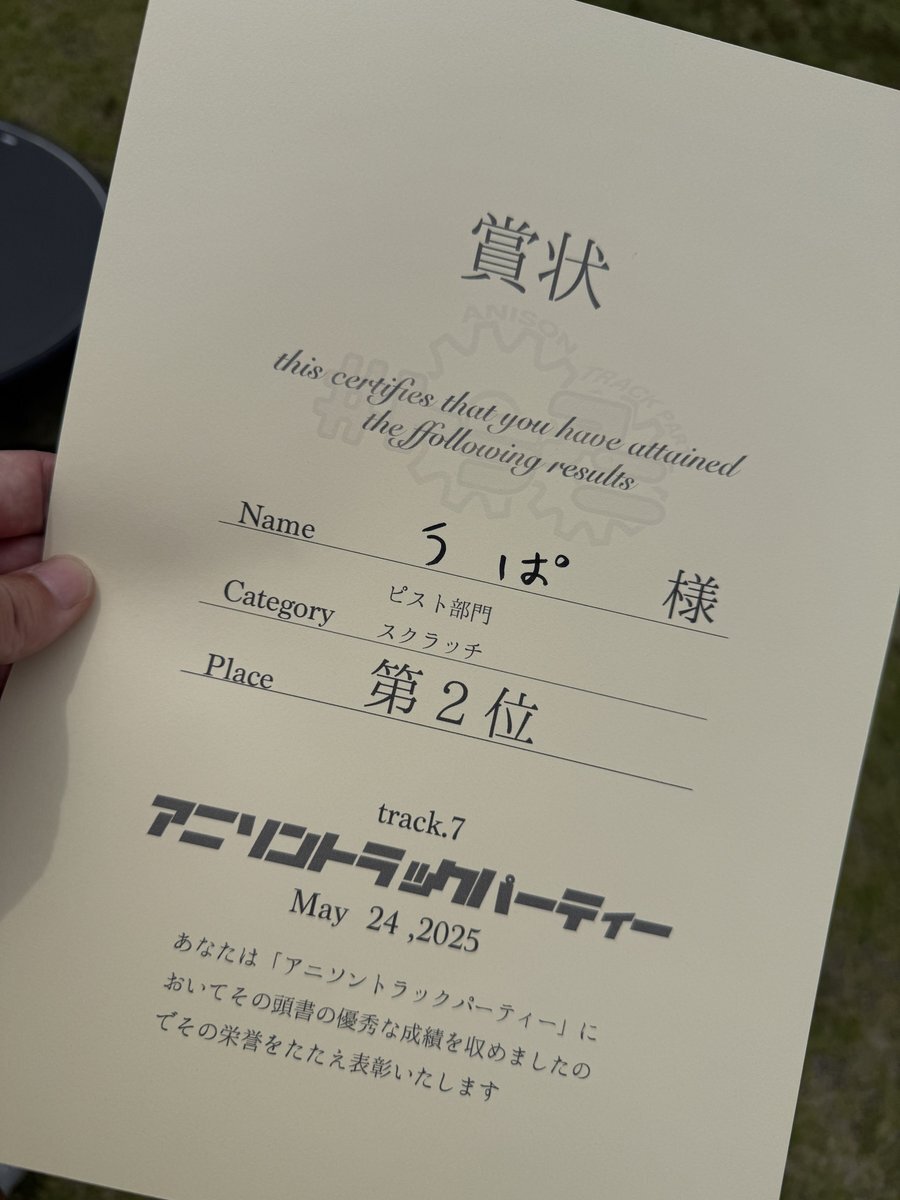 賞状
ANISON TRACK PAR
this certifies that you have attained
the ffollowing results
Name うぱ 様
Category ピスト部門
スクラッチ
Place 第2位
track.7
アニソントラックパーティー
May 24 ,2025
あなたは「アニソントラックパーティー」に
おいてその頭書の優秀な成績を収めましたの
でその栄誉をたたえ表彰いたします